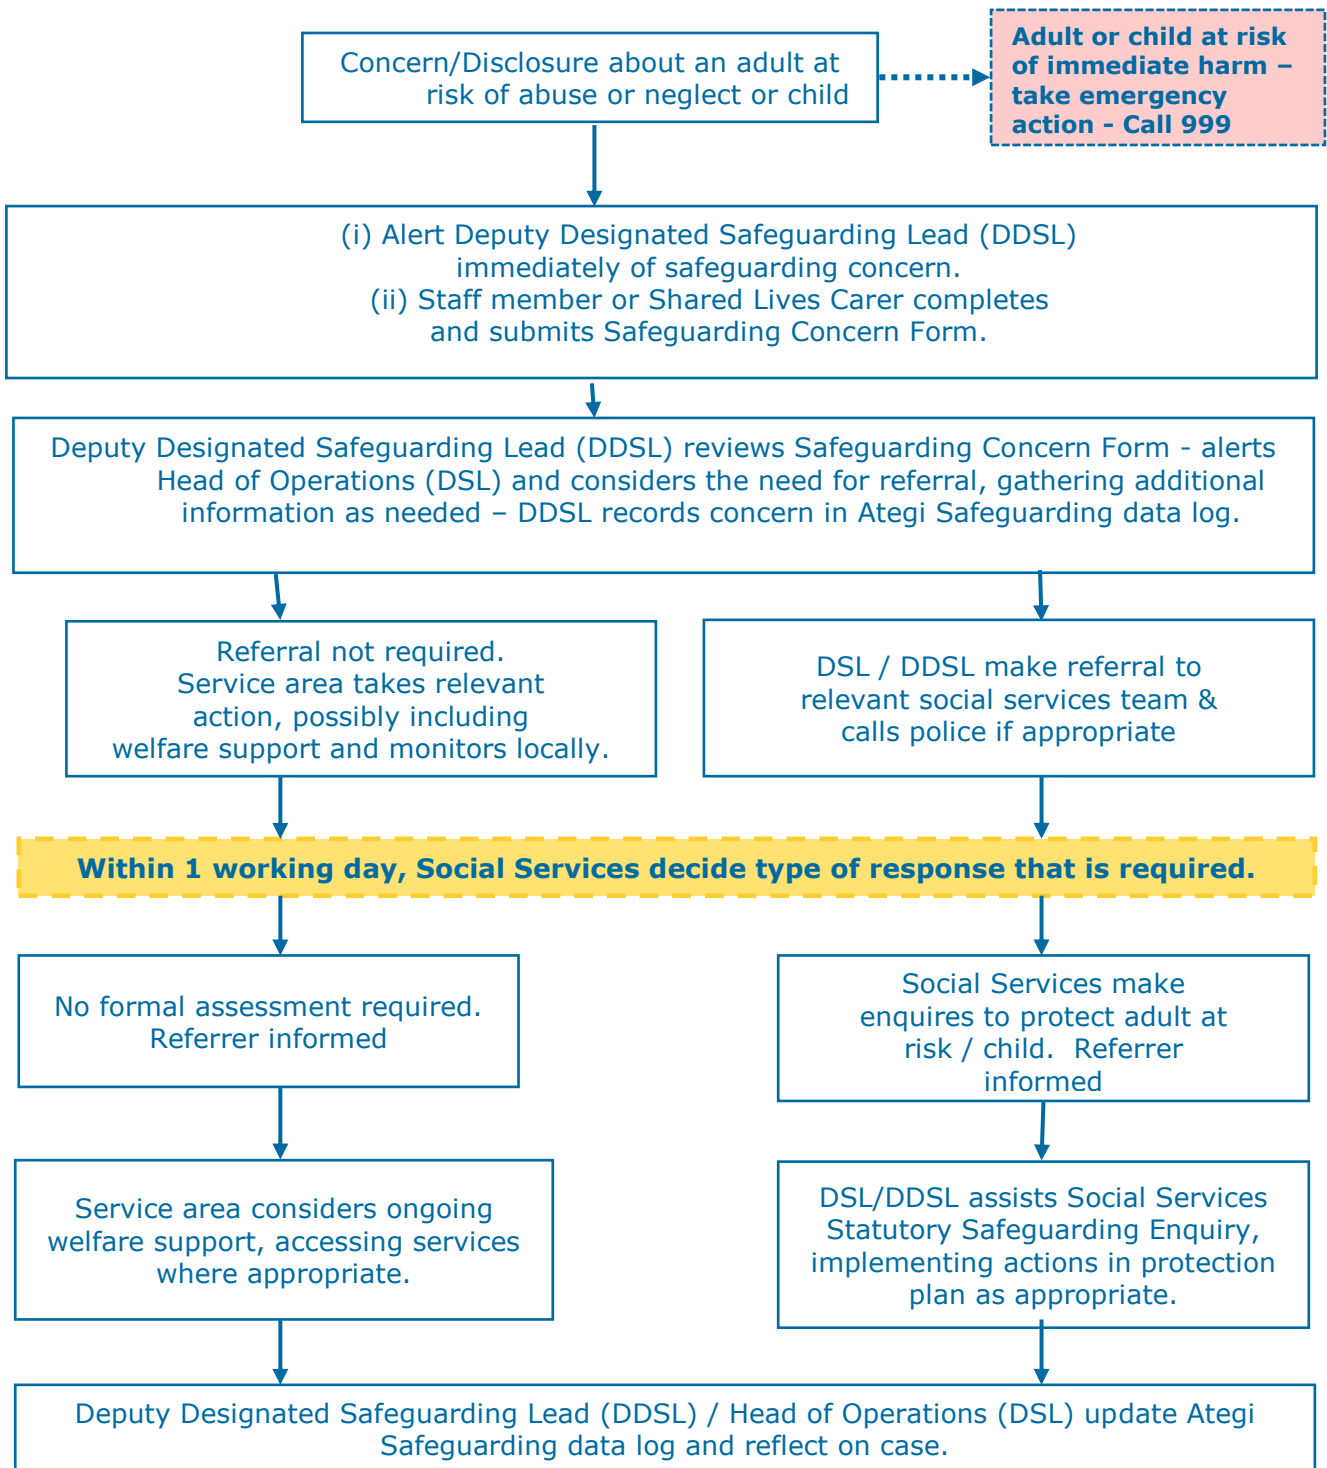 Concern/Disclosure about an adult at
risk of abuse or neglect or child
Adult or child at risk
of immediate harm –
take emergency
action - Call 999
(i) Alert Deputy Designated Safeguarding Lead (DDSL)
immediately of safeguarding concern.
(ii) Staff member or Shared Lives Carer completes
and submits Safeguarding Concern Form.
Deputy Designated Safeguarding Lead (DDSL) reviews Safeguarding Concern Form - alerts
Head of Operations (DSL) and considers the need for referral, gathering additional
information as needed – DDSL records concern in Ategi Safeguarding data log.
Referral not required.
Service area takes relevant
action, possibly including
welfare support and monitors locally.
DSL / DDSL make referral to
relevant social services team &
calls police if appropriate
Within 1 working day, Social Services decide type of response that is required.
No formal assessment required.
Referrer informed
Social Services make
enquires to protect adult at
risk / child.  Referrer
informed
Service area considers ongoing
welfare support, accessing services
where appropriate.
DSL/DDSL assists Social Services
Statutory Safeguarding Enquiry,
implementing actions in protection
plan as appropriate.
Deputy Designated Safeguarding Lead (DDSL) / Head of Operations (DSL) update Ategi
Safeguarding data log and reflect on case.